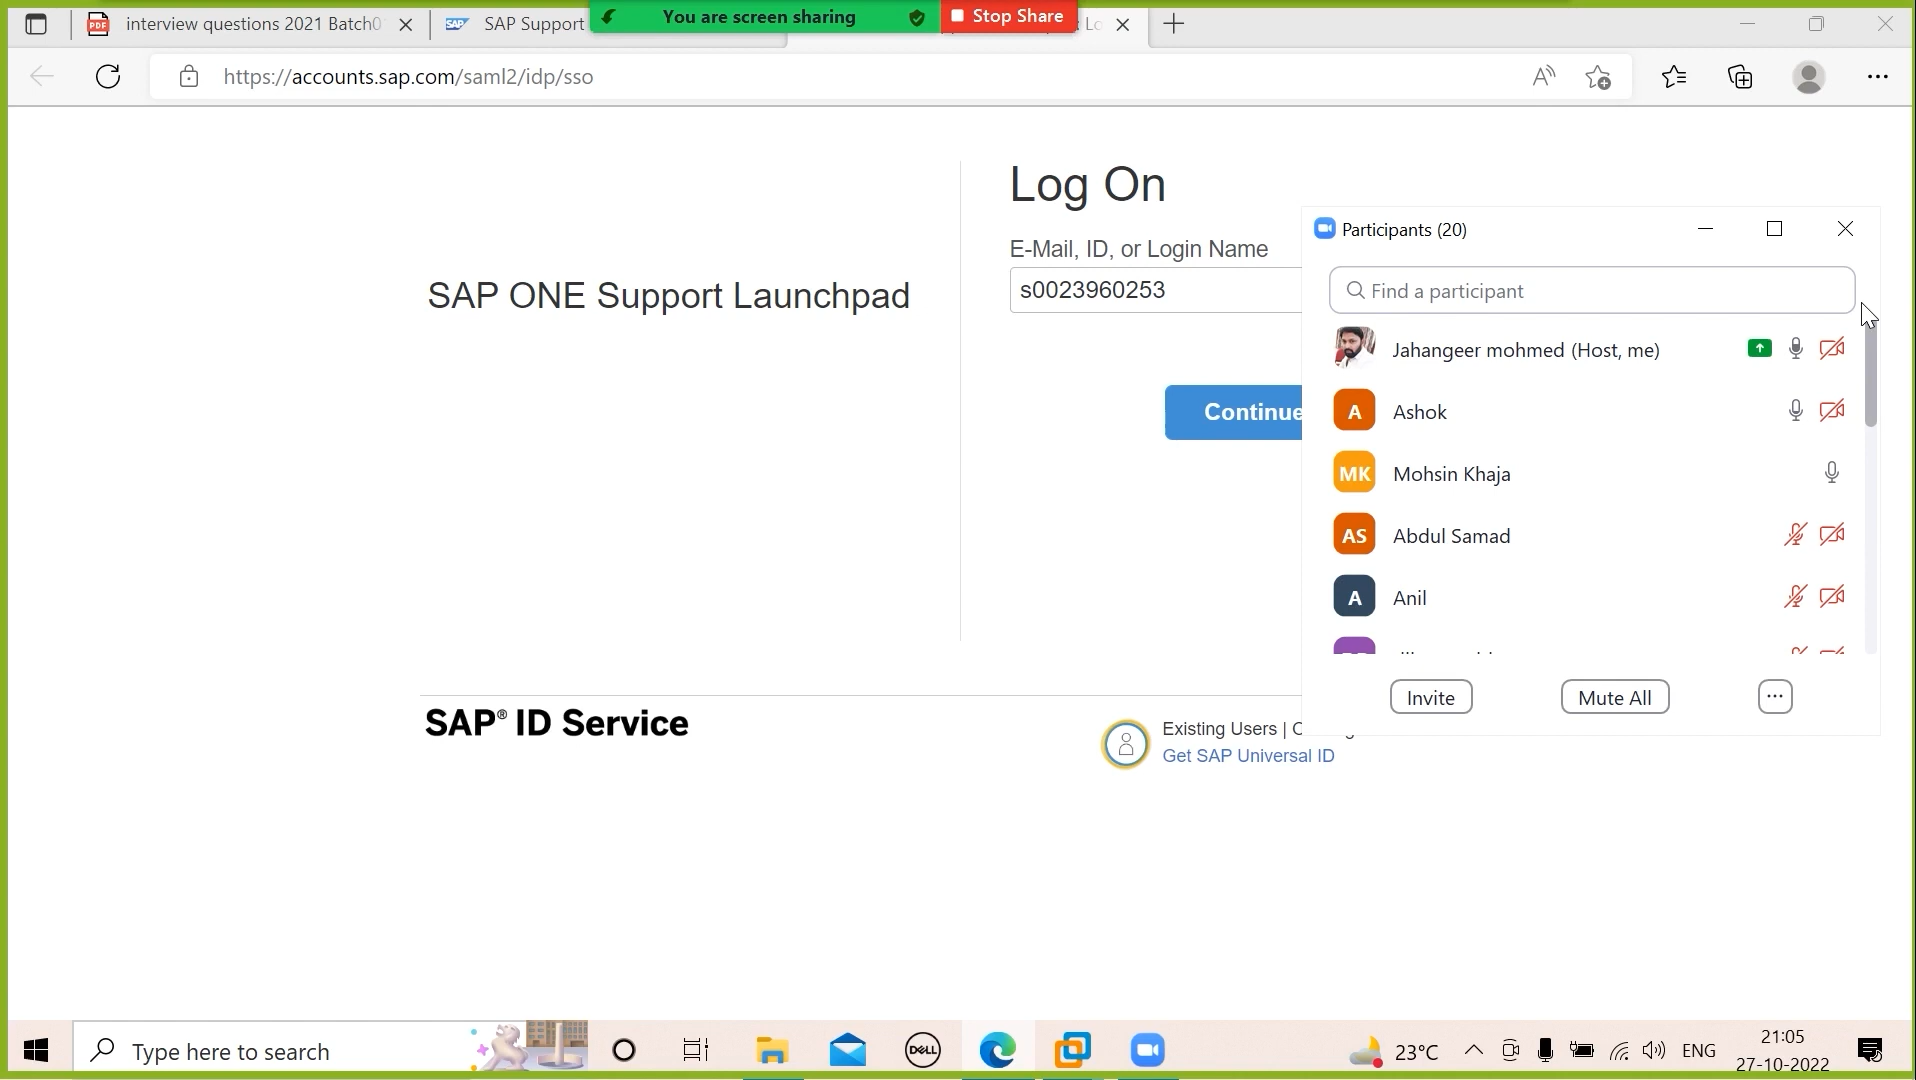 interview questions 2021 Batch0
SAP
SAP Support
You are screen sharing
Stop Share
https://accounts.sap.com/saml2/idp/sso
Log On
E-Mail, ID, or Login Name
s0023960253
SAP ONE Support Launchpad
Continue
Participants (20)
Find a participant
Jahangeer mohmed (Host, me)
A Ashok
MK Mohsin Khaja
AS Abdul Samad
A Anil
Invite
Mute All
SAP® ID Service
Existing Users |
Get SAP Universal ID
Type here to search
DELL
23°C
ENG
21:05
27-10-2022